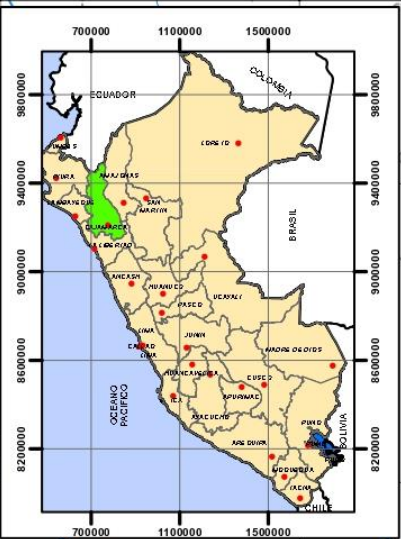 700000 1100000 1500000
9800000
9800000
COLOMBIA
ECUADOR
LORETO
TUMBES
PIURA
AMAZONAS
9400000
9400000
LAMBAYEQUE
SAN
MARTIN
CAJAMARCA
LA LIBERTAD
BRASIL
9000000
9000000
ANCASH
HUANUCO
UCAYALI
PASCO
LIMA
JUNIN
CALLAO
LIMA
MADRE DE DIOS
8600000
8600000
HUANCAVELICA
CUSCO
APURIMAC
ICA
OCEANO
PACIFICO
AYACUCHO
PUNO
BOLIVIA
AREQUIPA
8200000
8200000
MOQUEGUA
TACNA
CHILE
700000 1100000 1500000